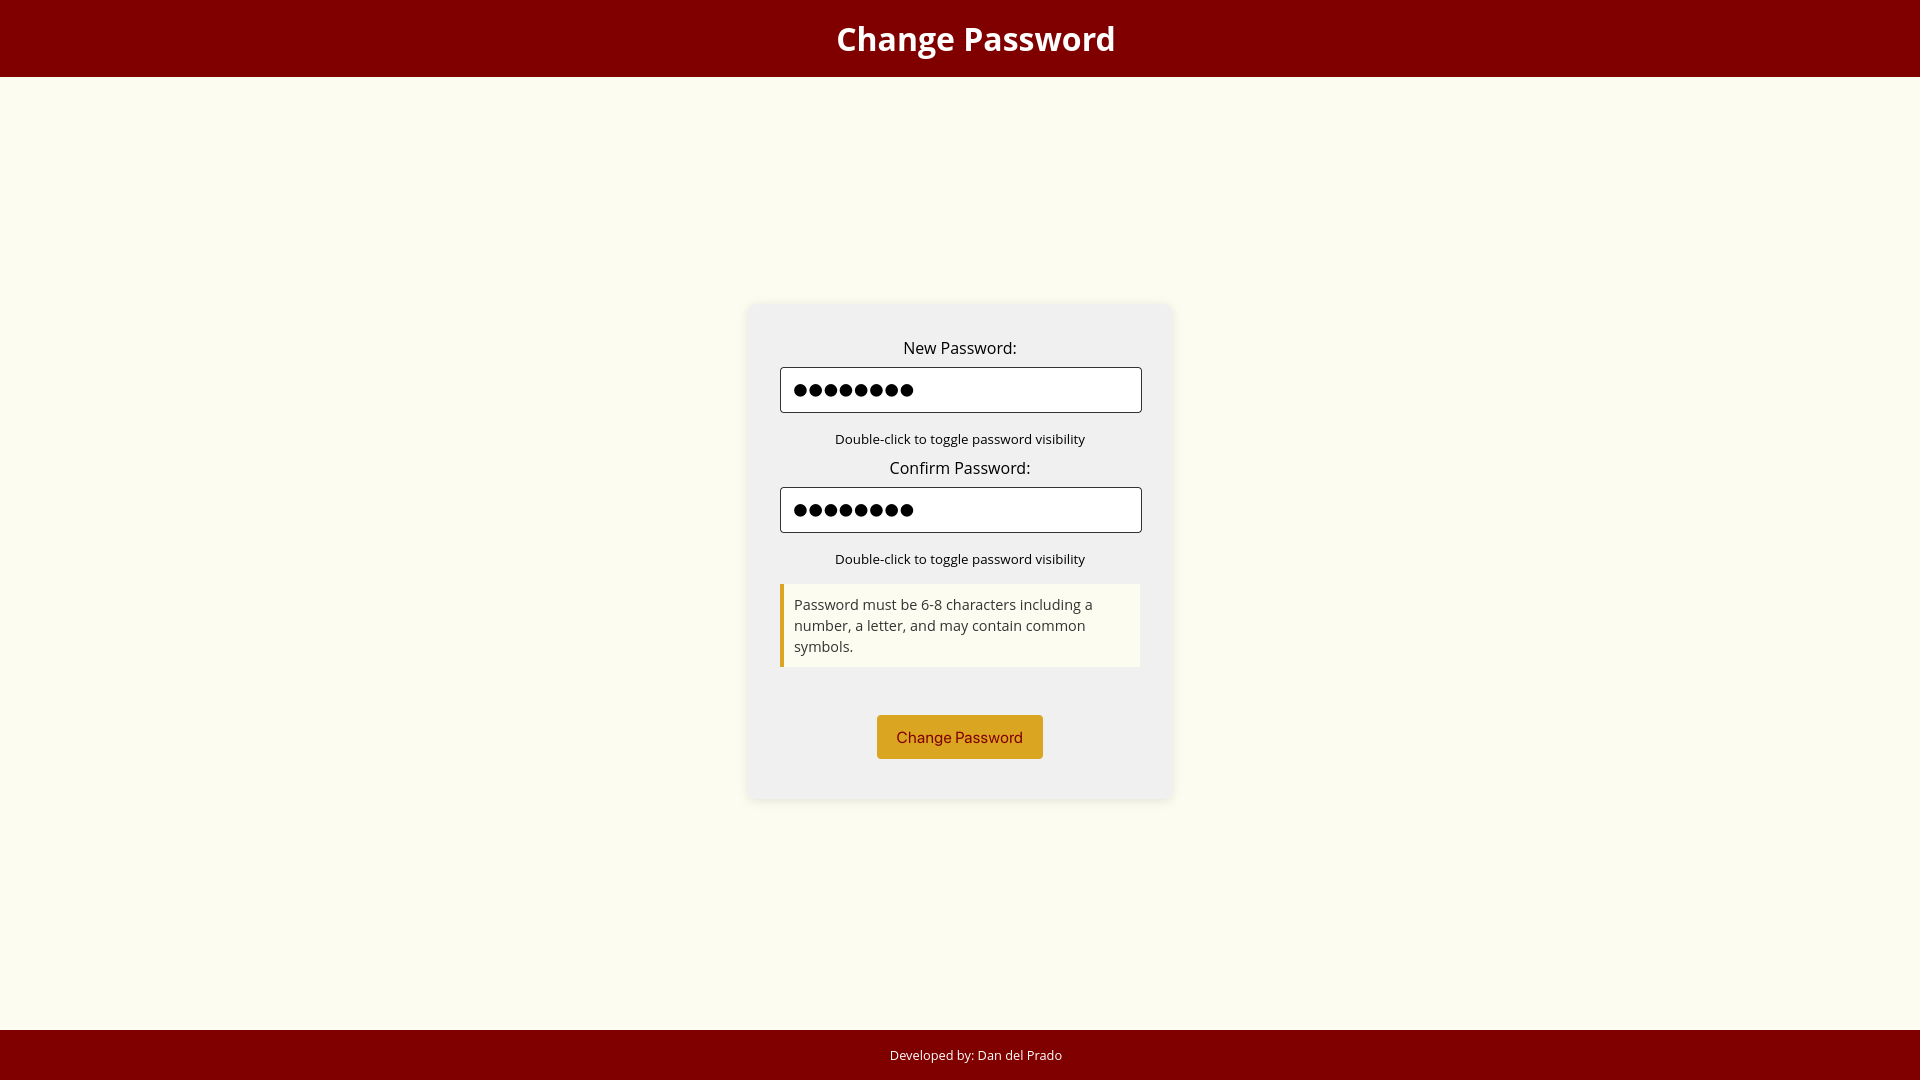 Change Password
New Password:
●●●●●●●●
Double-click to toggle password visibility
Confirm Password:
●●●●●●●●
Double-click to toggle password visibility
Password must be 6-8 characters including a
number, a letter, and may contain common
symbols.
Change Password
Developed by: Dan del Prado